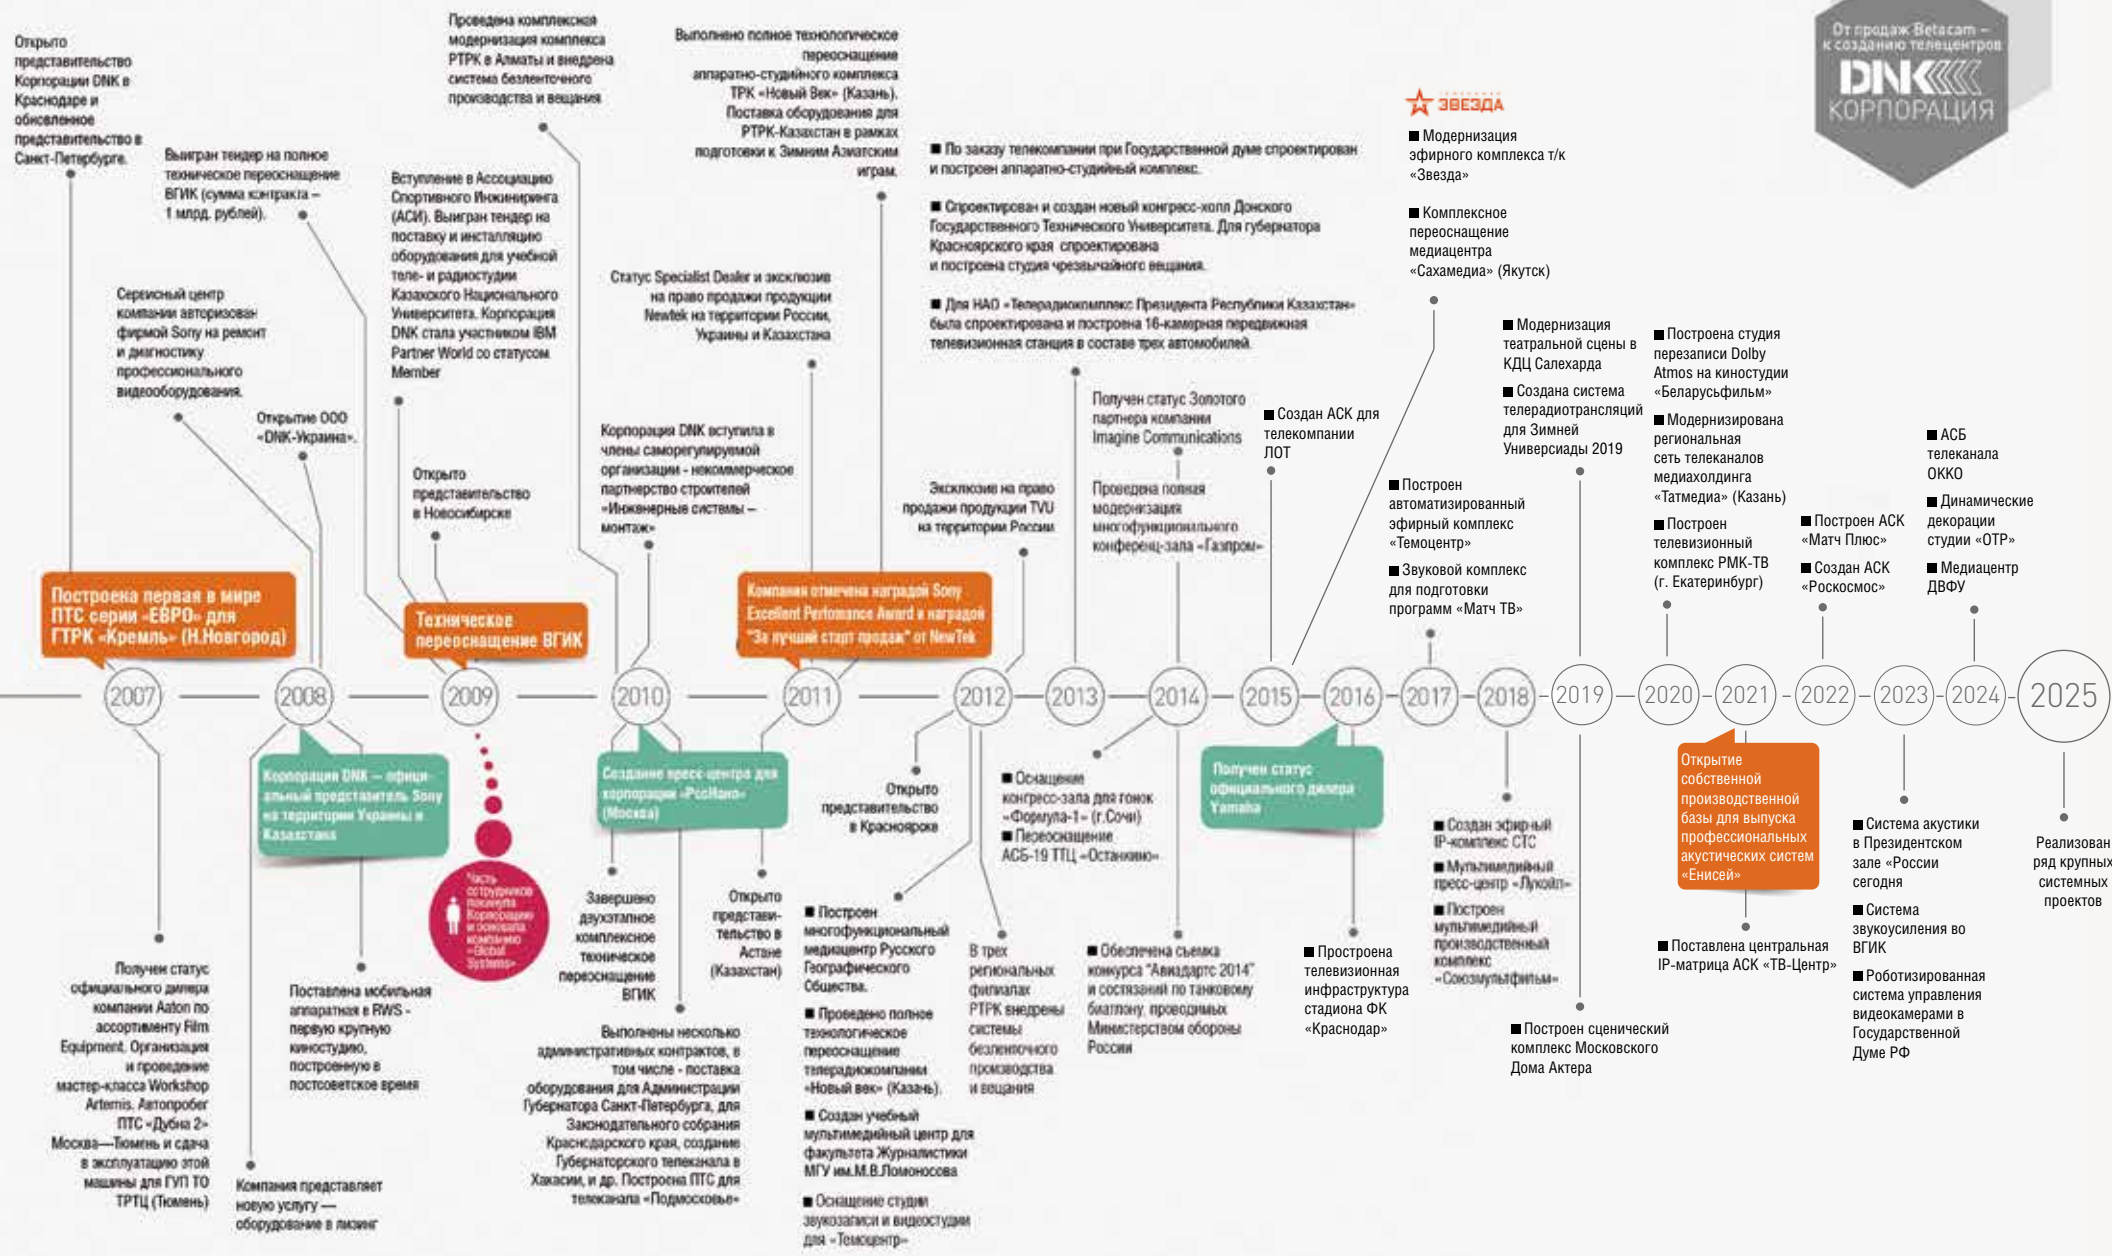 Открыто
представительство
Корпорации DNK в
Краснодаре и
обновленное
представительство в
Санкт-Петербурге.
Выигран тендер на полное
техническое переоснащение
ВГИК (сумма контракта –
1 млрд. рублей).
Сервисный центр
компании авторизован
фирмой Sony на ремонт
и диагностику
профессионального
видеооборудования.
Открытие ООО
«DNK-Украина».
Проведена комплексная
модернизация комплекса
РТРК в Алматы и внедрена
система безленточного
производства и вещания
Вступление в Ассоциацию
Спортивного Инжиниринга
(АСИ). Выигран тендер на
поставку и инсталляцию
оборудования для учебной
теле- и радиостудии
Казахского Национального
Университета. Корпорация
DNK стала участником IBM
Partner World со статусом
Member
Открыто
представительство
в Новосибирске
Выполнено полное технологическое
переоснащение
аппаратно-студийного комплекса
ТРК «Новый Век» (Казань).
Поставка оборудования для
РТРК-Казахстан в рамках
подготовки к Зимним Азиатским
играм.
Статус Specialist Dealer и эксклюзив
на право продажи продукции
Newtek на территории России,
Украины и Казахстана
Корпорация DNK вступила в
члены саморегулируемой
организации - некоммерческое
партнерство строителей
«Инженерные системы –
монтаж»
■ По заказу телекомпании при Государственной думе спроектирован
и построен аппаратно-студийный комплекс.
■ Спроектирован и создан новый конгресс-холл Донского
Государственного Технического Университета. Для губернатора
Красноярского края спроектирована
и построена студия чрезвычайного вещания.
■ Для НАО «Телерадиокомплекс Президента Республики Казахстан»
была спроектирована и построена 16-камерная передвижная
телевизионная станция в составе трех автомобилей.
Эксклюзив на право
продажи продукции TVU
на территории России
Получен статус Золотого
партнера компании
Imagine Communications
Проведена полная
модернизация
многофункционального
конференц-зала «Газпром»
■ Создан АСК для
телекомпании
ЛОТ
ЗВЕЗДА
■ Модернизация
эфирного комплекса т/к
«Звезда»
■ Комплексное
переоснащение
медиацентра
«Сахамедиа» (Якутск)
■ Построен
автоматизированный
эфирный комплекс
«Темоцентр»
■ Звуковой комплекс
для подготовки
программ «Матч ТВ»
■ Модернизация
театральной сцены в
КДЦ Салехарда
■ Создана система
телерадиотрансляций
для Зимней
Универсиады 2019
■ Построена студия
перезаписи Dolby
Atmos на киностудии
«Беларусьфильм»
■ Модернизирована
региональная
сеть телеканалов
медиахолдинга
«Татмедиа» (Казань)
■ Построен
телевизионный
комплекс РМК-ТВ
(г. Екатеринбург)
■ Построен АСК
«Матч Плюс»
■ Создан АСК
«Роскосмос»
■ АСБ
телеканала
ОККО
■ Динамические
декорации
студии «ОТР»
■ Медиацентр
ДВФУ
От продаж Betacam –
к созданию телецентров
DNK
КОРПОРАЦИЯ
Построена первая в мире
ПТС серии «ЕВРО» для
ГТРК «Кремль» (Н.Новгород)
Техническое
переоснащение ВГИК
Компания отмечена наградой Sony
Excellent Perfomance Award и наградой
"За лучший старт продаж" от NewTek
2007
2008
2009
2010
2011
2012
2013
2014
2015
2016
2017
2018
2019
2020
2021
2022
2023
2024
2025
Корпорация DNK – офици-
альный представитель Sony
на территории Украины и
Казахстана
Часть
сотрудников
покинула
Корпорацию
и основала
компанию
«Global
Systems»
Создание пресс-центра для
корпорации «РосНано»
(Москва)
Получен статус
официального дилера
Yamaha
Открытие
собственной
производственной
базы для выпуска
профессиональных
акустических систем
«Енисей»
Получен статус
официального дилера
компании Aaton по
ассортименту Film
Equipment. Организация
и проведение
мастер-класса Workshop
Artemis. Автопробег
ПТС «Дубна 2»
Москва—Тюмень и сдача
в эксплуатацию этой
машины для ГУП ТО
ТРТЦ (Тюмень)
Компания представляет
новую услугу —
оборудование в лизинг
Поставлена мобильная
аппаратная в RWS -
первую крупную
киностудию,
построенную в
постсоветское время
Завершено
двухэтапное
комплексное
техническое
переоснащение
ВГИК
Выполнены несколько
административных контрактов, в
том числе - поставка
оборудования для Администрации
Губернатора Санкт-Петербурга, для
Законодательного собрания
Краснодарского края, создание
Губернаторского телеканала в
Хакасии, и др. Построена ПТС для
телеканала «Подмосковье»
Открыто
представи-
тельство в
Астане
(Казахстан)
Открыто
представительство
в Красноярске
■ Построен
многофункциональный
медиацентр Русского
Географического
Общества.
■ Проведено полное
технологическое
переоснащение
телерадиокомпании
«Новый век» (Казань).
■ Создан учебный
мультимедийный центр для
факультета Журналистики
МГУ им.М.В.Ломоносова
■ Оснащение студии
звукозаписи и видеостудии
для «Темоцентр»
В трех
региональных
филиалах
РТРК внедрены
системы
безленточного
производства
и вещания
■ Оснащение
конгресс-зала для гонок
«Формула-1» (г.Сочи)
■ Переоснащение
АСБ-19 ТТЦ «Останкино»
■ Обеспечена съемка
конкурса "Авиадартс 2014"
и состязаний по танковому
биатлону, проводимых
Министерством обороны
России
■ Простроена
телевизионная
инфраструктура
стадиона ФК
«Краснодар»
■ Создан эфирный
IP-комплекс СТС
■ Мультимедийный
пресс-центр «Лукойл»
■ Построен
мультимедийный
производственный
комплекс
«Союзмультфильм»
■ Построен сценический
комплекс Московского
Дома Актера
■ Поставлена центральная
IP-матрица АСК «ТВ-Центр»
■ Система акустики
в Президентском
зале «России
сегодня
■ Система
звукоусиления во
ВГИК
■ Роботизированная
система управления
видеокамерами в
Государственной
Думе РФ
Реализован
ряд крупных
системных
проектов